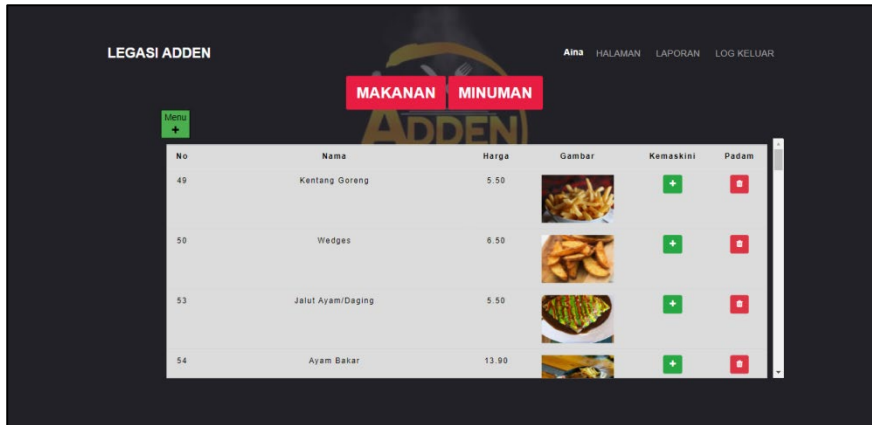 LEGASI ADDEN
Aina HALAMAN LAPORAN LOG KELUAR
MAKANAN MINUMAN
Menu
ADDEN
No Nama Harga Gambar Kemaskini Padam
49 Kentang Goreng 5.50
50 Wedges 6.50
53 Jalut Ayam/Daging 5.50
54 Ayam Bakar 13.90